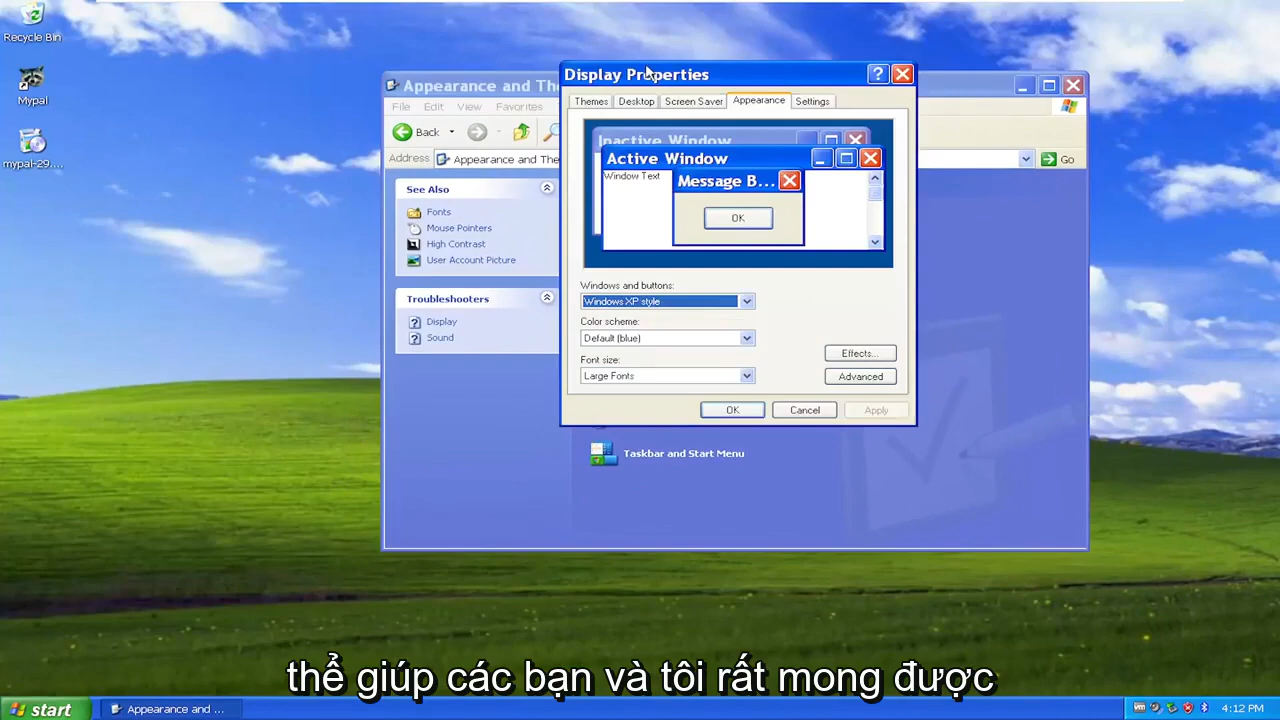 Recycle Bin
Mypal
mypal-29....
Appearance and The
File Edit View Favorites
Back
Address Appearance and The
Go
See Also
Fonts
Mouse Pointers
High Contrast
User Account Picture
Troubleshooters
Display
Sound
Taskbar and Start Menu
Display Properties
Themes Desktop Screen Saver Appearance Settings
Inactive Window
Active Window
Window Text
Message B...
OK
Windows and buttons:
Windows XP style
Color scheme:
Default (blue)
Font size:
Large Fonts
Effects...
Advanced
OK Cancel Apply
thể giúp các bạn và tôi rất mong được
start
Appearance and ...
4:12 PM